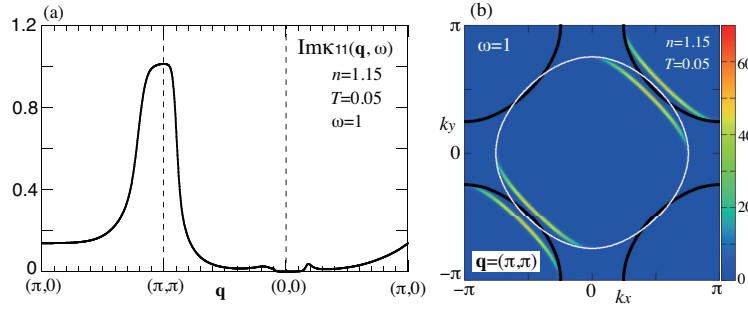 (a)
1.2
0.8
0.4
0
Imκ11(q, ω)
n=1.15
T=0.05
ω=1
(π,0)
(π,π)
q
(0,0)
(π,0)
(b)
π
ky
0
−π
ω=1
n=1.15
T=0.05
q=(π,π)
−π
0
kx
π
80
60
40
20
0